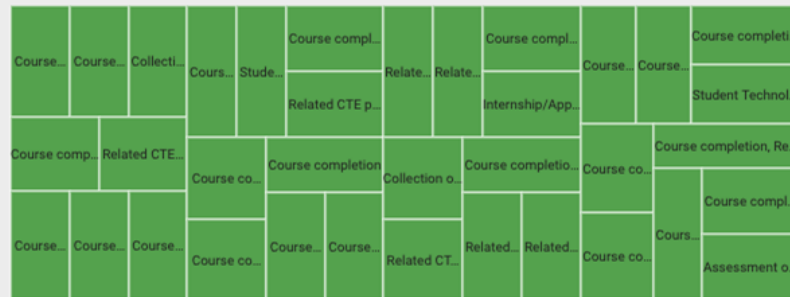 Course...
Course...
Collecti...
Course comp...
Related CTE...
Course...
Course...
Course...
Cours...
Stude...
Course compl...
Related CTE p...
Course co...
Course completion
Course co...
Course...
Course...
Relate...
Relate...
Course compl...
Internship/App...
Collection o...
Course completio...
Related CT...
Related...
Related...
Course...
Course...
Course completi
Student Technol
Course co...
Course completion, Re
Course co...
Cours...
Course compl
Assessment o